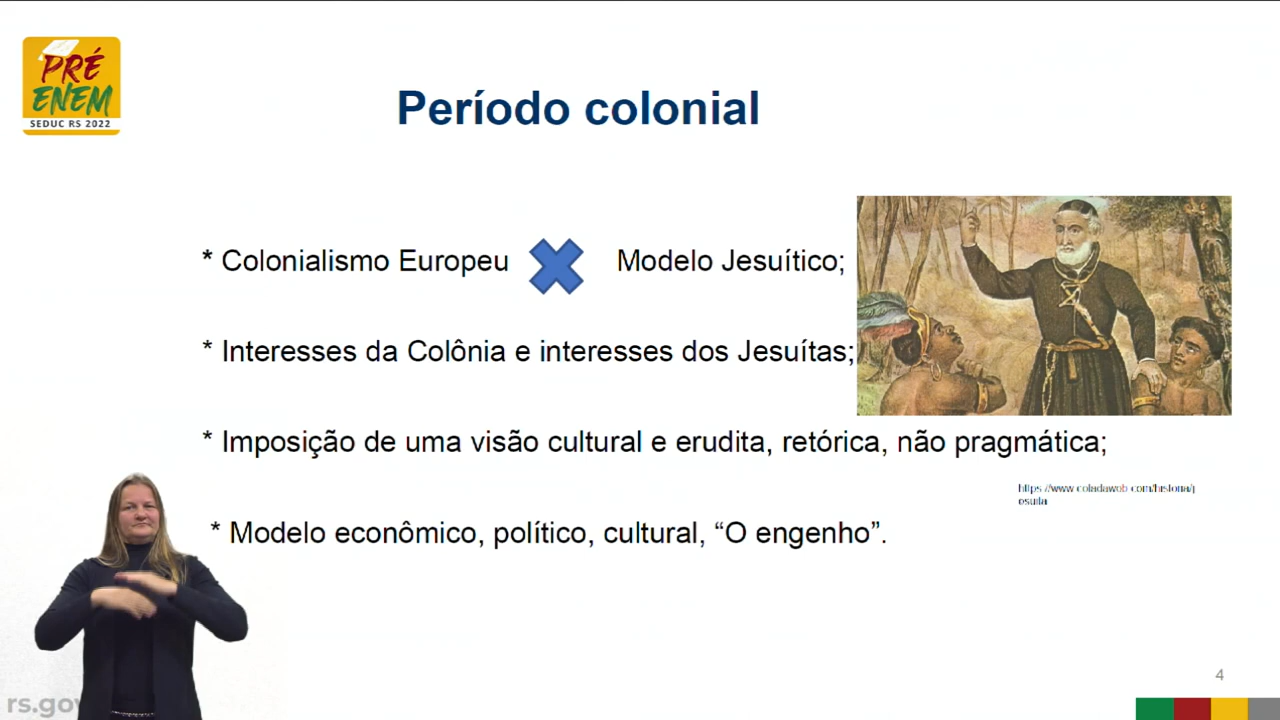 PRÉ
ENEM
SEDUC RS 2022
Período colonial
* Colonialismo Europeu Modelo Jesuítico;
* Interesses da Colônia e interesses dos Jesuítas;
* Imposição de uma visão cultural e erudita, retórica, não pragmática;
https://www.coladaweb.com/historia/j
esuita
* Modelo econômico, político, cultural, “O engenho”.
4
rs.gov